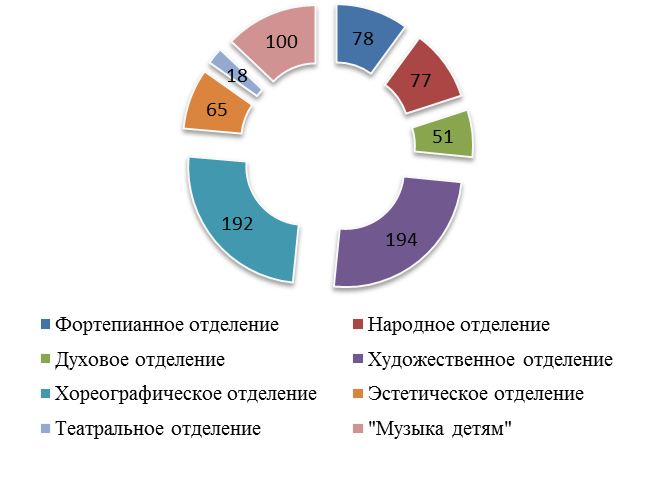 100
78
18
77
65
51
192
194
Фортепианное отделение
Народное отделение
Духовое отделение
Художественное отделение
Хореографическое отделение
Эстетическое отделение
Театральное отделение
"Музыка детям"